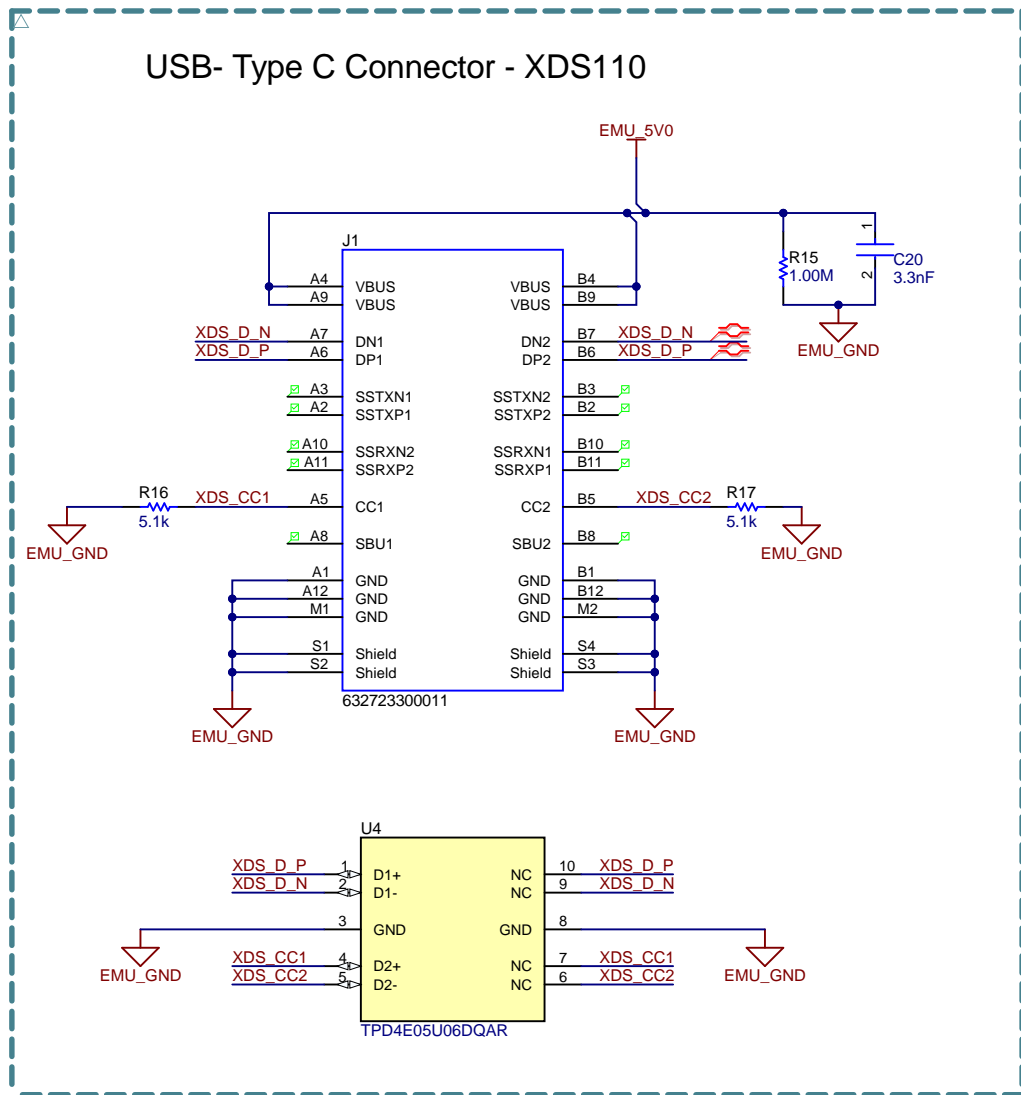 USB- Type C Connector - XDS110
EMU_5V0
J1
R15
1.00M
1
2
C20
3.3nF
EMU_GND
A4 VBUS VBUS B4
A9 VBUS VBUS B9
XDS_D_N A7 DN1 DN2 B7 XDS_D_N
XDS_D_P A6 DP1 DP2 B6 XDS_D_P
A3 SSTXN1 SSTXN2 B3
A2 SSTXP1 SSTXP2 B2
A10 SSRXN2 SSRXN1 B10
A11 SSRXP2 SSRXP1 B11
R16 XDS_CC1 A5 CC1 CC2 B5 XDS_CC2 R17
5.1k 5.1k
EMU_GND EMU_GND
A8 SBU1 SBU2 B8
A1 GND GND B1
A12 GND GND B12
M1 GND GND M2
S1 Shield Shield S4
S2 Shield Shield S3
632723300011
EMU_GND EMU_GND
U4
XDS_D_P 1 D1+ NC 10 XDS_D_P
XDS_D_N 2 D1- NC 9 XDS_D_N
3 GND GND 8
EMU_GND EMU_GND
XDS_CC1 4 D2+ NC 7 XDS_CC1
XDS_CC2 5 D2- NC 6 XDS_CC2
TPD4E05U06DQAR